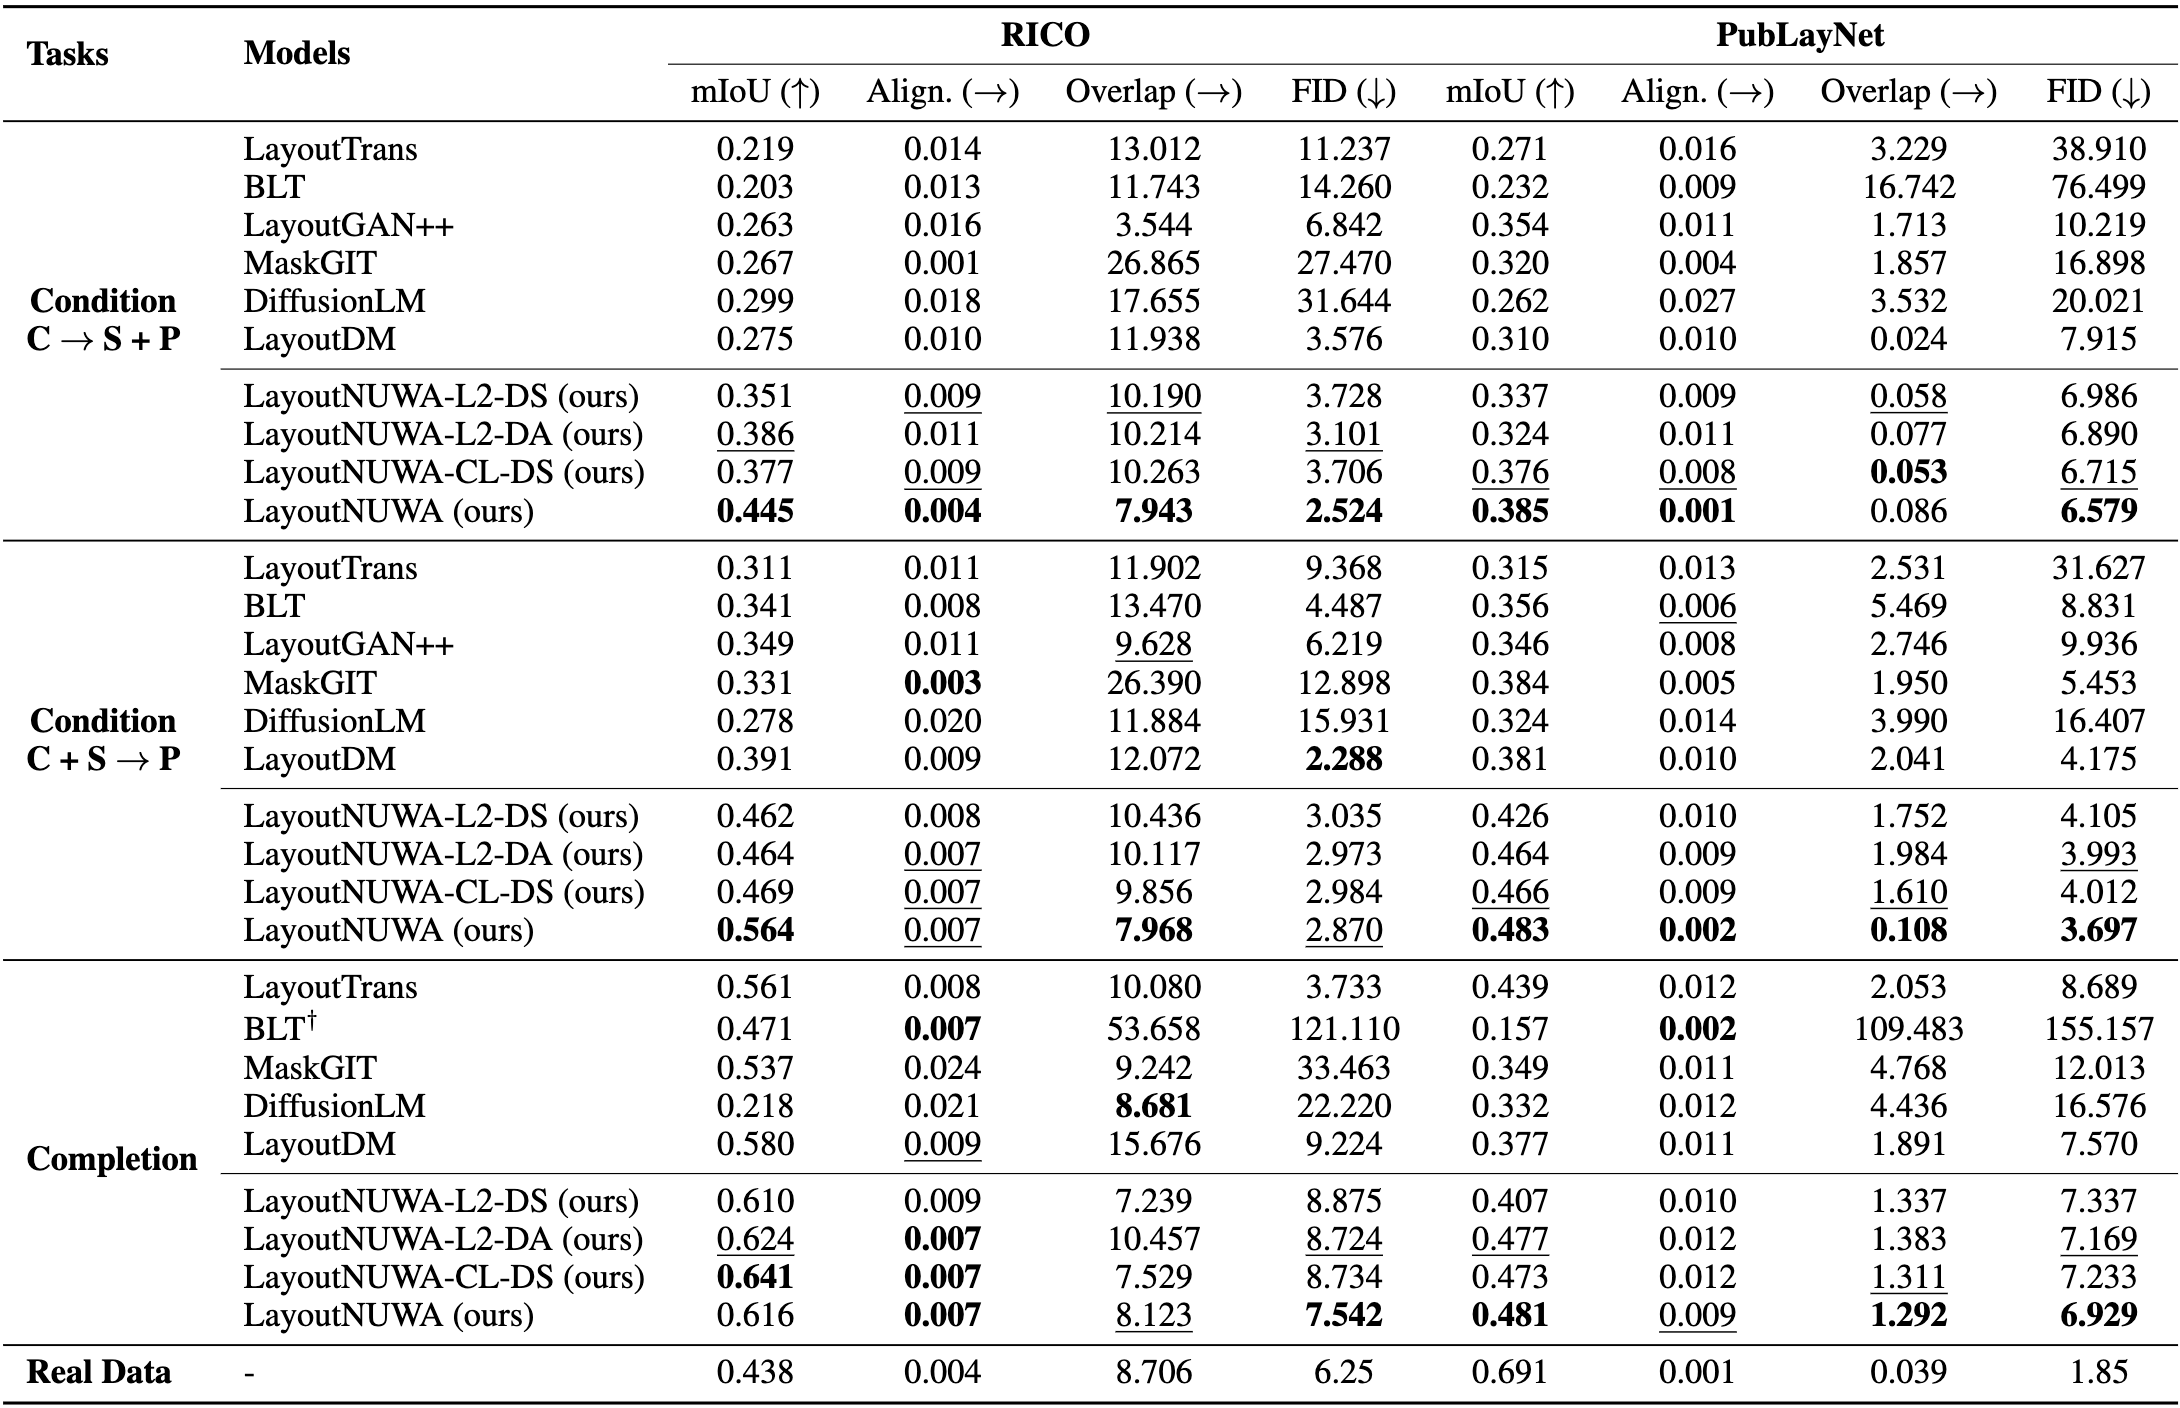 Tasks Models RICO PubLayNet
mIoU (↑) Align. (→) Overlap (→) FID (↓) mIoU (↑) Align. (→) Overlap (→) FID (↓)
LayoutTrans 0.219 0.014 13.012 11.237 0.271 0.016 3.229 38.910
BLT 0.203 0.013 11.743 14.260 0.232 0.009 16.742 76.499
LayoutGAN++ 0.263 0.016 3.544 6.842 0.354 0.011 1.713 10.219
MaskGIT 0.267 0.001 26.865 27.470 0.320 0.004 1.857 16.898
Condition DiffusionLM 0.299 0.018 17.655 31.644 0.262 0.027 3.532 20.021
C → S + P LayoutDM 0.275 0.010 11.938 3.576 0.310 0.010 0.024 7.915
LayoutNUWA-L2-DS (ours) 0.351 0.009 10.190 3.728 0.337 0.009 0.058 6.986
LayoutNUWA-L2-DA (ours) 0.386 0.011 10.214 3.101 0.324 0.011 0.077 6.890
LayoutNUWA-CL-DS (ours) 0.377 0.009 10.263 3.706 0.376 0.008 0.053 6.715
LayoutNUWA (ours) 0.445 0.004 7.943 2.524 0.385 0.001 0.086 6.579
LayoutTrans 0.311 0.011 11.902 9.368 0.315 0.013 2.531 31.627
BLT 0.341 0.008 13.470 4.487 0.356 0.006 5.469 8.831
LayoutGAN++ 0.349 0.011 9.628 6.219 0.346 0.008 2.746 9.936
MaskGIT 0.331 0.003 26.390 12.898 0.384 0.005 1.950 5.453
Condition DiffusionLM 0.278 0.020 11.884 15.931 0.324 0.014 3.990 16.407
C + S → P LayoutDM 0.391 0.009 12.072 2.288 0.381 0.010 2.041 4.175
LayoutNUWA-L2-DS (ours) 0.462 0.008 10.436 3.035 0.426 0.010 1.752 4.105
LayoutNUWA-L2-DA (ours) 0.464 0.007 10.117 2.973 0.464 0.009 1.984 3.993
LayoutNUWA-CL-DS (ours) 0.469 0.007 9.856 2.984 0.466 0.009 1.610 4.012
LayoutNUWA (ours) 0.564 0.007 7.968 2.870 0.483 0.002 0.108 3.697
LayoutTrans 0.561 0.008 10.080 3.733 0.439 0.012 2.053 8.689
BLT† 0.471 0.007 53.658 121.110 0.157 0.002 109.483 155.157
MaskGIT 0.537 0.024 9.242 33.463 0.349 0.011 4.768 12.013
DiffusionLM 0.218 0.021 8.681 22.220 0.332 0.012 4.436 16.576
LayoutDM 0.580 0.009 15.676 9.224 0.377 0.011 1.891 7.570
Completion
LayoutNUWA-L2-DS (ours) 0.610 0.009 7.239 8.875 0.407 0.010 1.337 7.337
LayoutNUWA-L2-DA (ours) 0.624 0.007 10.457 8.724 0.477 0.012 1.383 7.169
LayoutNUWA-CL-DS (ours) 0.641 0.007 7.529 8.734 0.473 0.012 1.311 7.233
LayoutNUWA (ours) 0.616 0.007 8.123 7.542 0.481 0.009 1.292 6.929
Real Data - 0.438 0.004 8.706 6.25 0.691 0.001 0.039 1.85